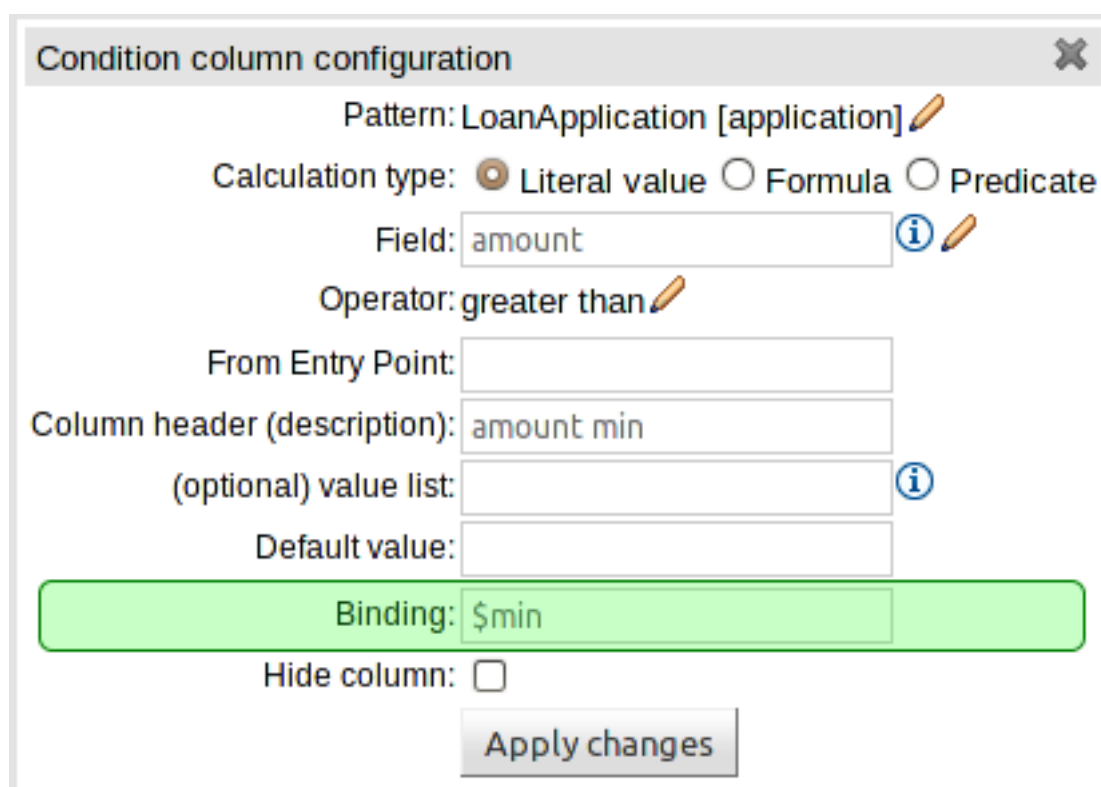 Condition column configuration
Pattern: LoanApplication [application]
Calculation type: Literal value Formula Predicate
Field: amount
Operator: greater than
From Entry Point:
Column header (description): amount min
(optional) value list:
Default value:
Binding: $min
Hide column:
Apply changes